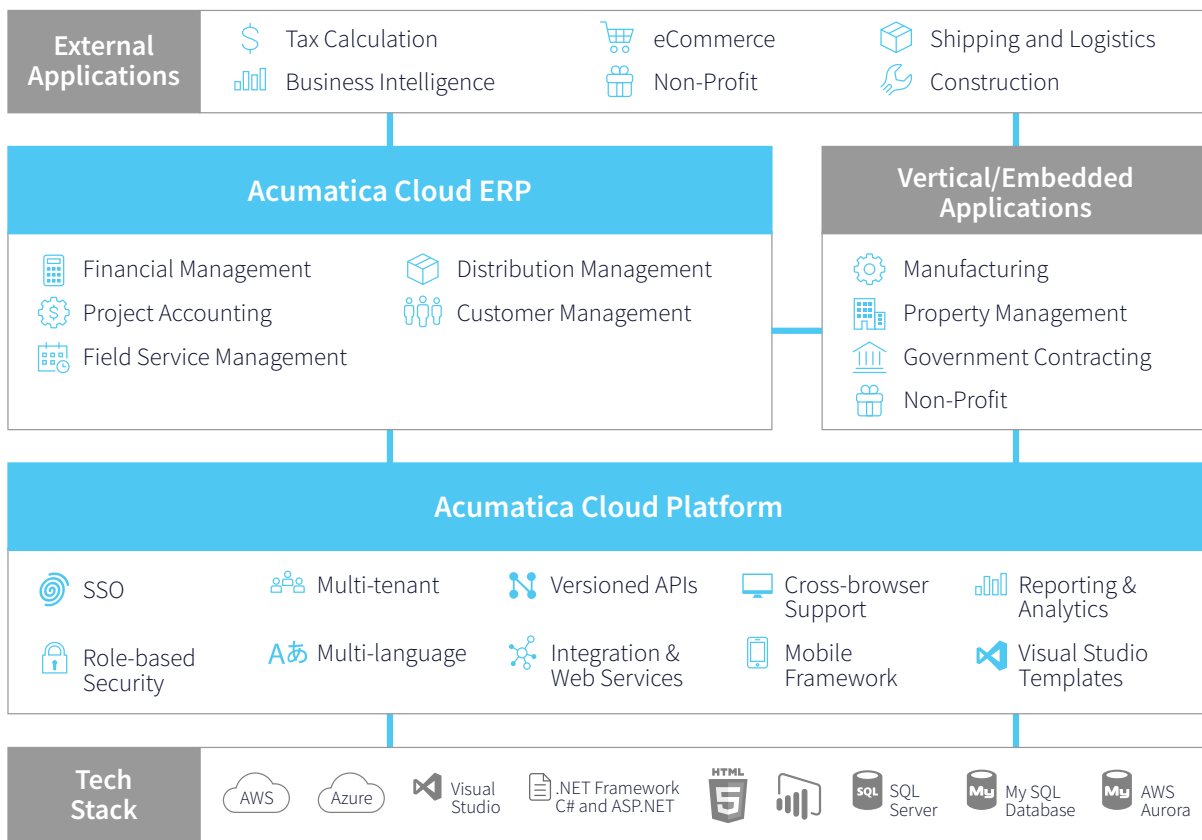 External
Applications
Tax Calculation
eCommerce
Shipping and Logistics
Business Intelligence
Non-Profit
Construction
Acumatica Cloud ERP
Financial Management
Distribution Management
Project Accounting
Customer Management
Field Service Management
Vertical/Embedded
Applications
Manufacturing
Property Management
Government Contracting
Non-Profit
Acumatica Cloud Platform
SSO
Multi-tenant
Versioned APIs
Cross-browser
Support
Reporting &
Analytics
Role-based
Security
Aあ
Multi-language
Integration &
Web Services
Mobile
Framework
Visual Studio
Templates
Tech
Stack
AWS
Azure
Visual
Studio
.NET Framework
C# and ASP.NET
HTML
5
SQL
SQL
Server
My
My SQL
Database
My
AWS
Aurora